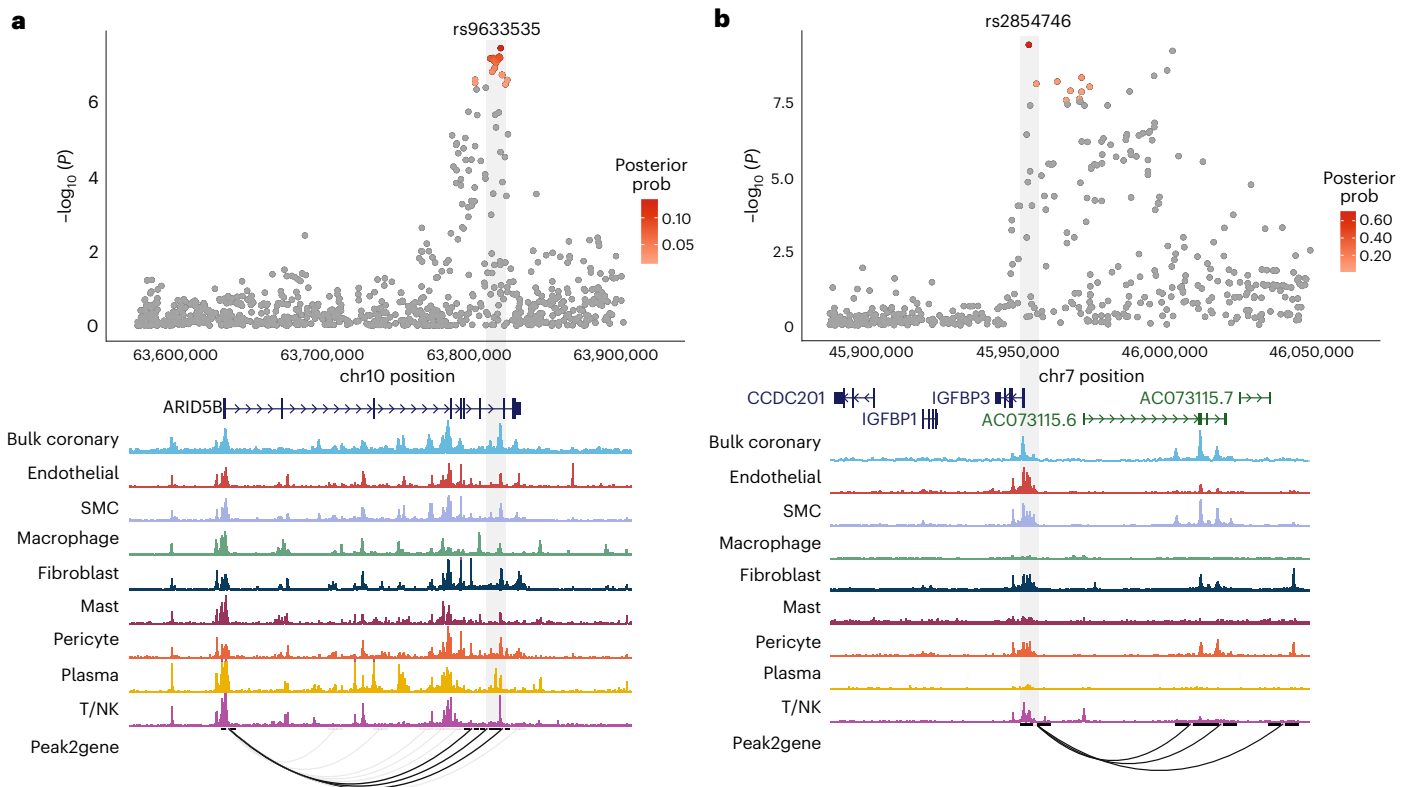 a
rs9633535
−log10 (P)
6
4
2
0
63,600,000 63,700,000 63,800,000 63,900,000
chr10 position
Posterior
prob
0.10
0.05
ARID5B
Bulk coronary
Endothelial
SMC
Macrophage
Fibroblast
Mast
Pericyte
Plasma
T/NK
Peak2gene
b
rs2854746
−log10 (P)
7.5
5.0
2.5
0
45,900,000 45,950,000 46,000,000 46,050,000
chr7 position
Posterior
prob
0.60
0.40
0.20
CCDC201 IGFBP3 AC073115.7
IGFBP1 AC073115.6
Bulk coronary
Endothelial
SMC
Macrophage
Fibroblast
Mast
Pericyte
Plasma
T/NK
Peak2gene